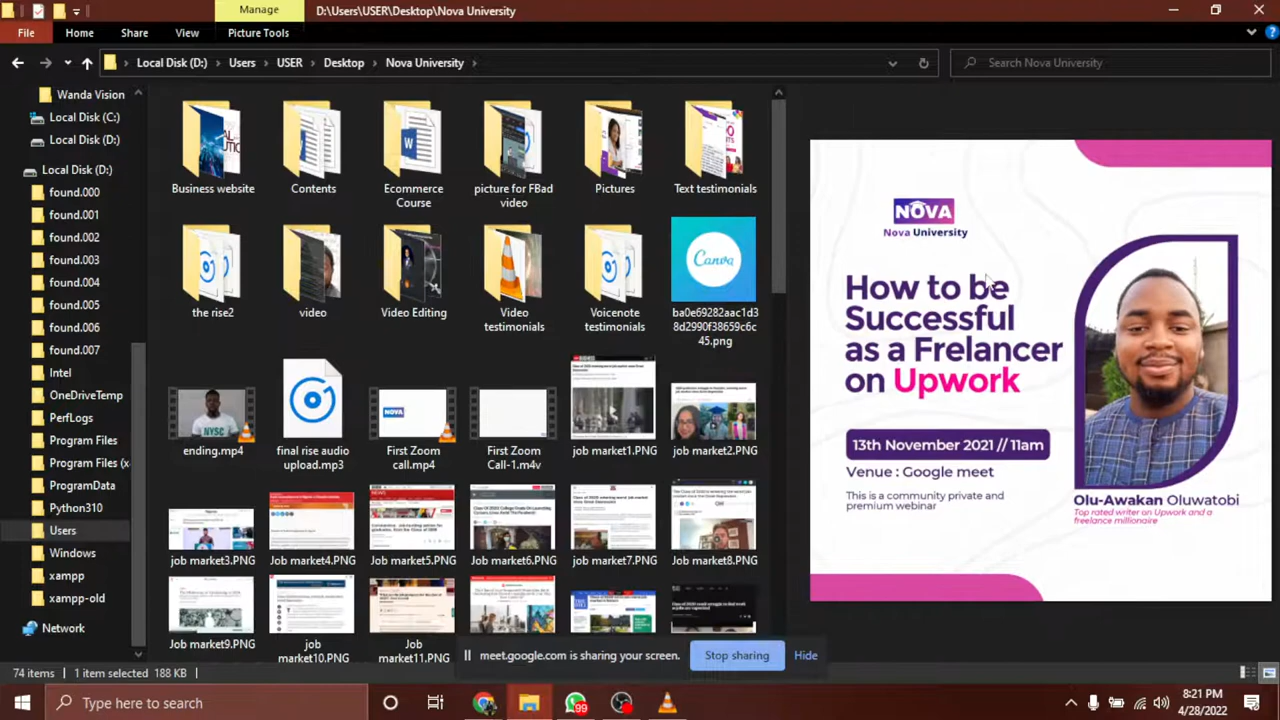 Manage
D:\Users\USER\Desktop\Nova University
File
Home
Share
View
Picture Tools
Local Disk (D:)
Users
USER
Desktop
Nova University
Search Nova University
Wanda Vision
Local Disk (C:)
Local Disk (D:)
Local Disk (D:)
found.000
found.001
found.002
found.003
found.004
found.005
found.006
found.007
Intel
OneDriveTemp
PerfLogs
Program Files
Program Files (x
ProgramData
Python310
Users
Windows
xampp
xampp-old
Network
Business website
Contents
Ecommerce
Course
picture for FBad
video
Pictures
Text testimonials
the rise2
video
Video Editing
Video
testimonials
Voicenote
testimonials
Canva
ba0e69282aac1d3
8d2990f38659c6c
45.png
NYSC
ending.mp4
final rise audio
upload.mp3
NOVA
First Zoom
call.mp4
First Zoom
Call-1.m4v
job market1.PNG
job market2.PNG
job market3.PNG
Job market4.PNG
job market5.PNG
job market6.PNG
job market7.PNG
job market8.PNG
Job market9.PNG
job
market10.PNG
Job
market11.PNG
NOVA
Nova University
How to be
Successful
as a Frelancer
on Upwork
13th November 2021 // 11am
Venue : Google meet
This is a community private and
premium webinar
Olu-Awokan Oluwatobi
Top rated writer on Upwork and a
freelance millionaire
meet.google.com is sharing your screen.
Stop sharing
Hide
74 items
1 item selected 188 KB
Type here to search
99
8:21 PM
4/28/2022